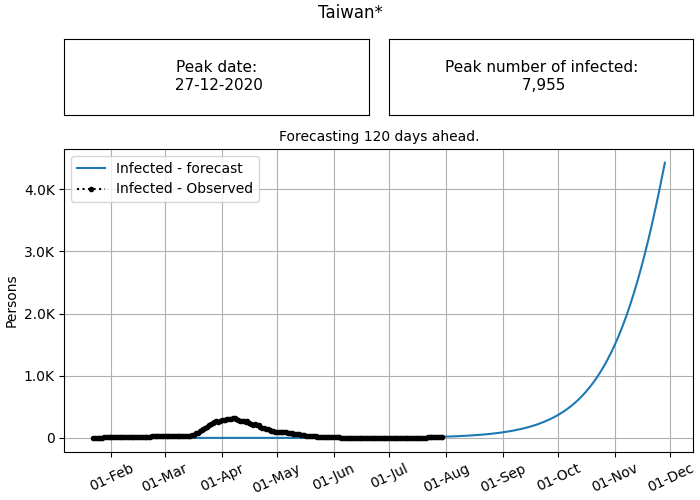 Taiwan*
Peak date:
27-12-2020
Peak number of infected:
7,955
Forecasting 120 days ahead.
Infected - forecast
Infected - Observed
4.0K
3.0K
2.0K
1.0K
0
Persons
01-Feb
01-Mar
01-Apr
01-May
01-Jun
01-Jul
01-Aug
01-Sep
01-Oct
01-Nov
01-Dec